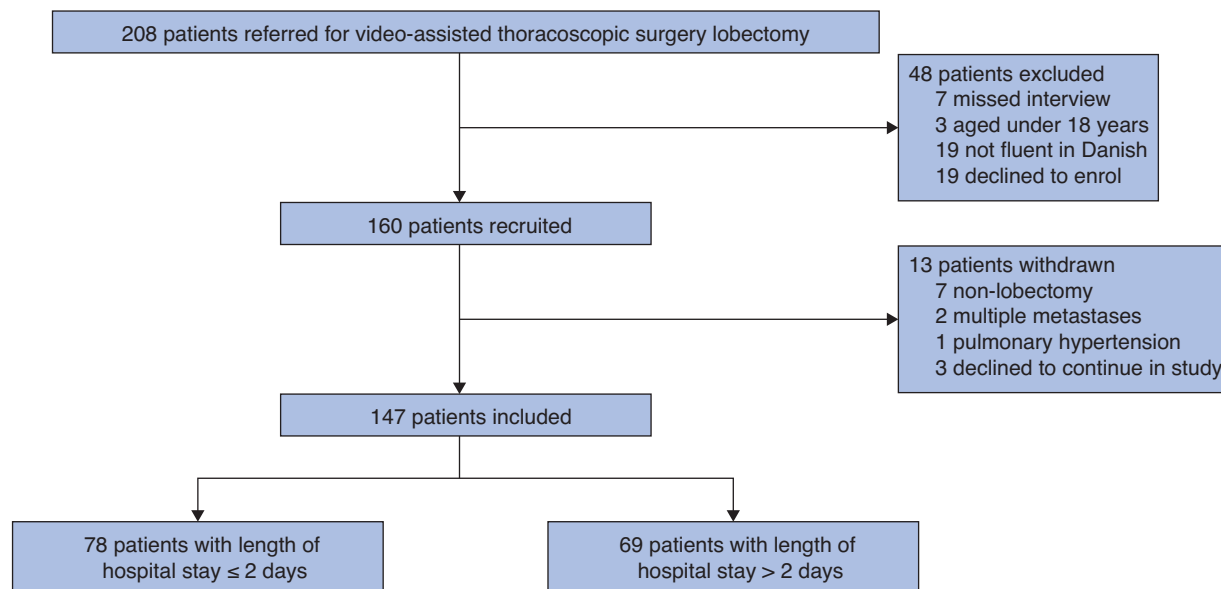 208 patients referred for video-assisted thoracoscopic surgery lobectomy
48 patients excluded
7 missed interview
3 aged under 18 years
19 not fluent in Danish
19 declined to enrol
160 patients recruited
13 patients withdrawn
7 non-lobectomy
2 multiple metastases
1 pulmonary hypertension
3 declined to continue in study
147 patients included
78 patients with length of
hospital stay ≤ 2 days
69 patients with length of
hospital stay > 2 days